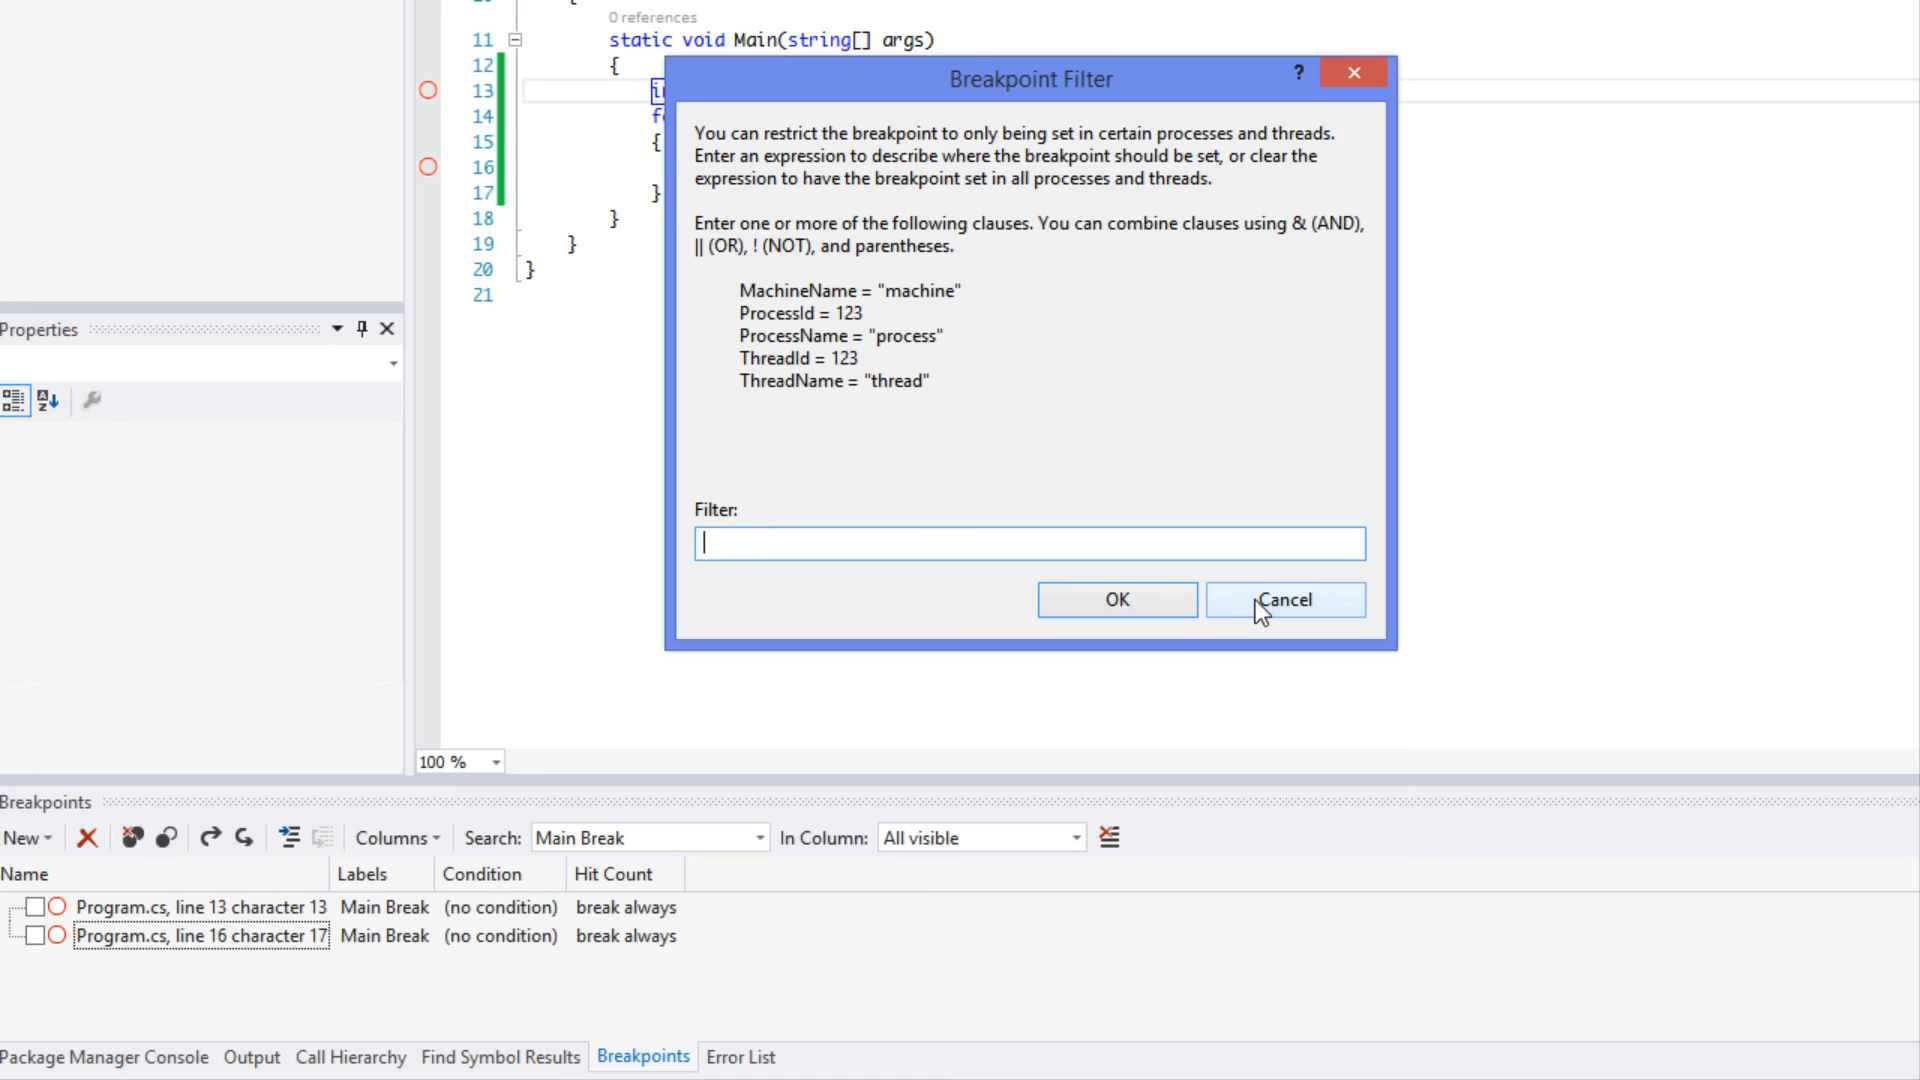 0 references
11 static void Main(string[] args)
12 {
13
14
15 {
16
17 }
18 }
19 }
20 }
21
Breakpoint Filter
You can restrict the breakpoint to only being set in certain processes and threads.
Enter an expression to describe where the breakpoint should be set, or clear the
expression to have the breakpoint set in all processes and threads.
Enter one or more of the following clauses. You can combine clauses using & (AND),
|| (OR), ! (NOT), and parentheses.
MachineName = "machine"
ProcessId = 123
ProcessName = "process"
ThreadId = 123
ThreadName = "thread"
Filter:
OK Cancel
Properties
100 %
Breakpoints
New Columns Search: Main Break In Column: All visible
Name Labels Condition Hit Count
Program.cs, line 13 character 13 Main Break (no condition) break always
Program.cs, line 16 character 17 Main Break (no condition) break always
Package Manager Console Output Call Hierarchy Find Symbol Results Breakpoints Error List